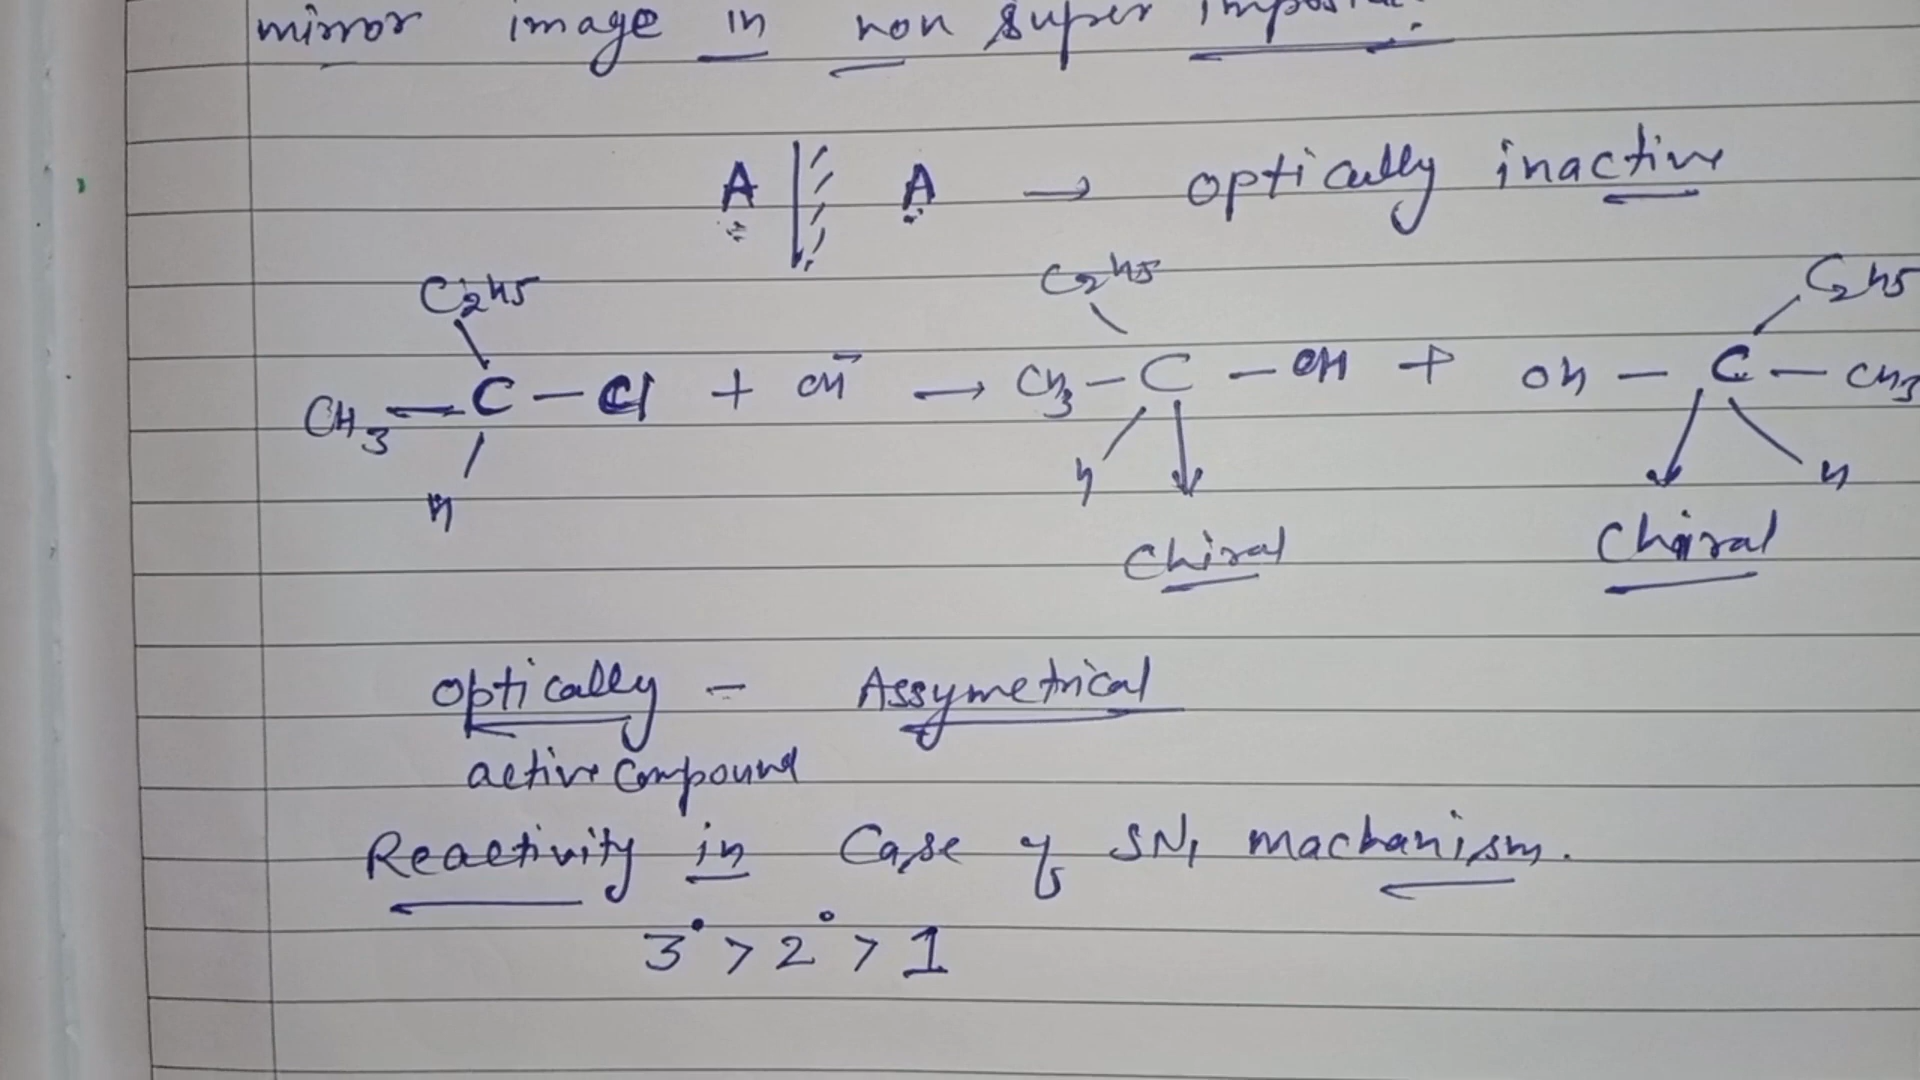 mirror image in non super
A A → optically inactive
C2H5 C2H5 C2H5
CH3 — C — Cl + OH⁻ → CH3 — C — OH + OH — C — CH3
H H H
Chiral Chiral
Optically – Assymetrical
active Compound
Reactivity in Case of SN1 machanism.
3° > 2° > 1